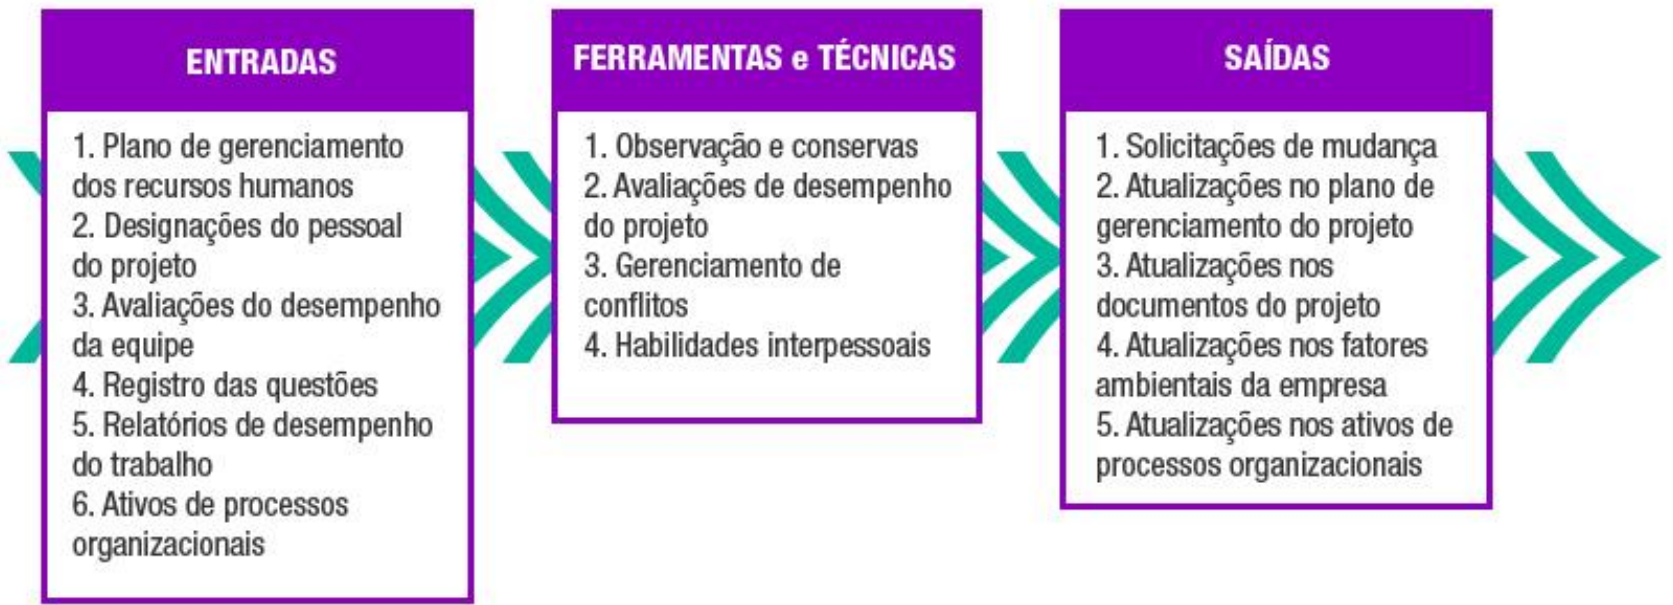 ENTRADAS
1. Plano de gerenciamento
dos recursos humanos
2. Designações do pessoal
do projeto
3. Avaliações do desempenho
da equipe
4. Registro das questões
5. Relatórios de desempenho
do trabalho
6. Ativos de processos
organizacionais
FERRAMENTAS e TÉCNICAS
1. Observação e conservas
2. Avaliações de desempenho
do projeto
3. Gerenciamento de
conflitos
4. Habilidades interpessoais
SAÍDAS
1. Solicitações de mudança
2. Atualizações no plano de
gerenciamento do projeto
3. Atualizações nos
documentos do projeto
4. Atualizações nos fatores
ambientais da empresa
5. Atualizações nos ativos de
processos organizacionais